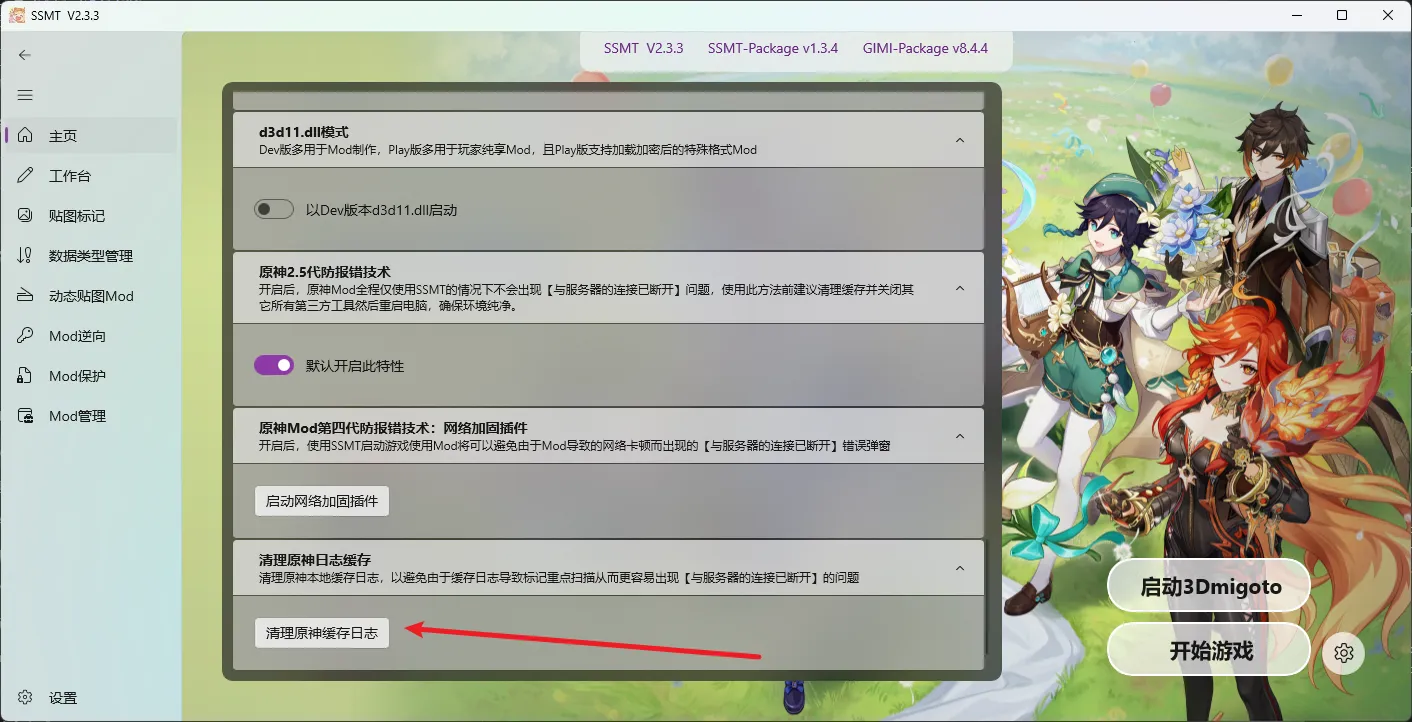 SSMT V2.3.3
SSMT V2.3.3 SSMT-Package v1.3.4 GIMI-Package v8.4.4
主页
工作台
贴图标记
数据类型管理
动态贴图Mod
Mod逆向
Mod保护
Mod管理
设置
d3d11.dll模式
Dev版多用于Mod制作，Play版多用于玩家纯享Mod，且Play版支持加载加密后的特殊格式Mod
以Dev版本d3d11.dll启动
原神2.5代防报错技术
开启后，原神Mod全程仅使用SSMT的情况下不会出现【与服务器的连接已断开】问题，使用此方法前建议清理缓存并关闭其
它所有第三方工具然后重启电脑，确保环境纯净。
默认开启此特性
原神Mod第四代防报错技术：网络加固插件
开启后，使用SSMT启动游戏使用Mod将可以避免由于Mod导致的网络卡顿而出现的【与服务器的连接已断开】错误弹窗
启动网络加固插件
清理原神日志缓存
清理原神本地缓存日志，以避免由于缓存日志导致标记重点扫描从而更容易出现【与服务器的连接已断开】的问题
清理原神缓存日志
启动3Dmigoto
开始游戏